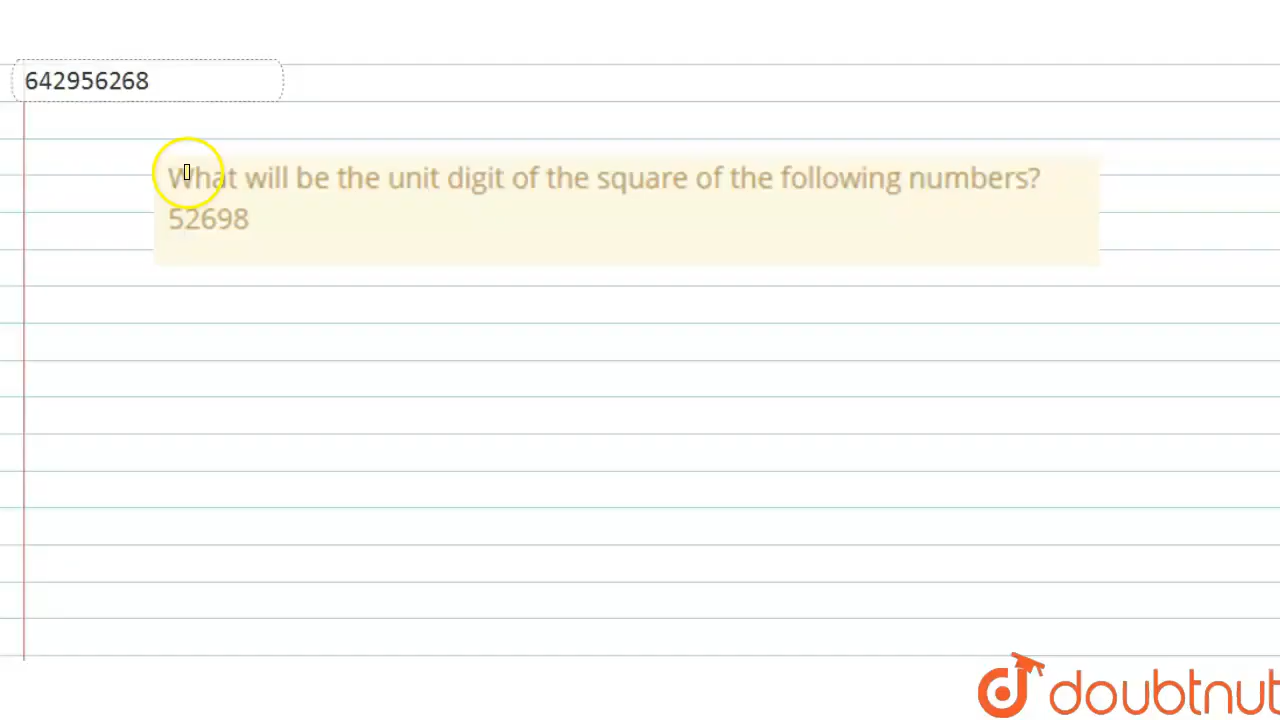 642956268
What will be the unit digit of the square of the following numbers?
52698
doubtnut